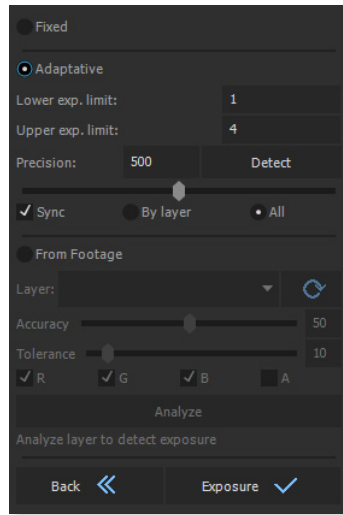 Fixed
Adaptative
Lower exp. limit: 1
Upper exp. limit: 4
Precision: 500 Detect
Sync By layer All
From Footage
Layer:
Accuracy 50
Tolerance 10
R G B A
Analyze
Analyze layer to detect exposure
Back Exposure